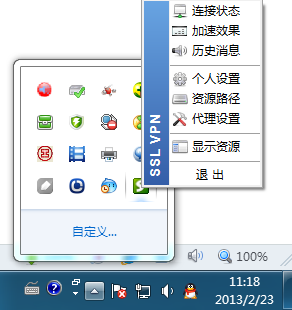 连接状态
加速效果
历史消息
个人设置
资源路径
代理设置
显示资源
退 出
SSL VPN
自定义...
100%
11:18
2013/2/23